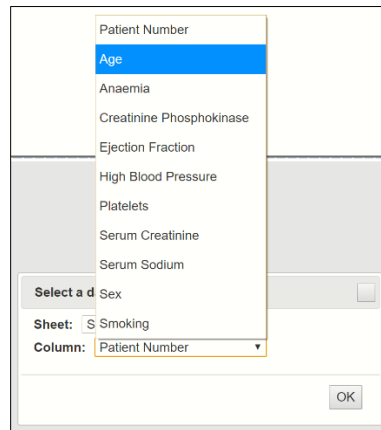 Patient Number
Age
Anaemia
Creatinine Phosphokinase
Ejection Fraction
High Blood Pressure
Platelets
Serum Creatinine
Serum Sodium
Sex
Smoking
Select a d
Sheet: S
Column: Patient Number
OK